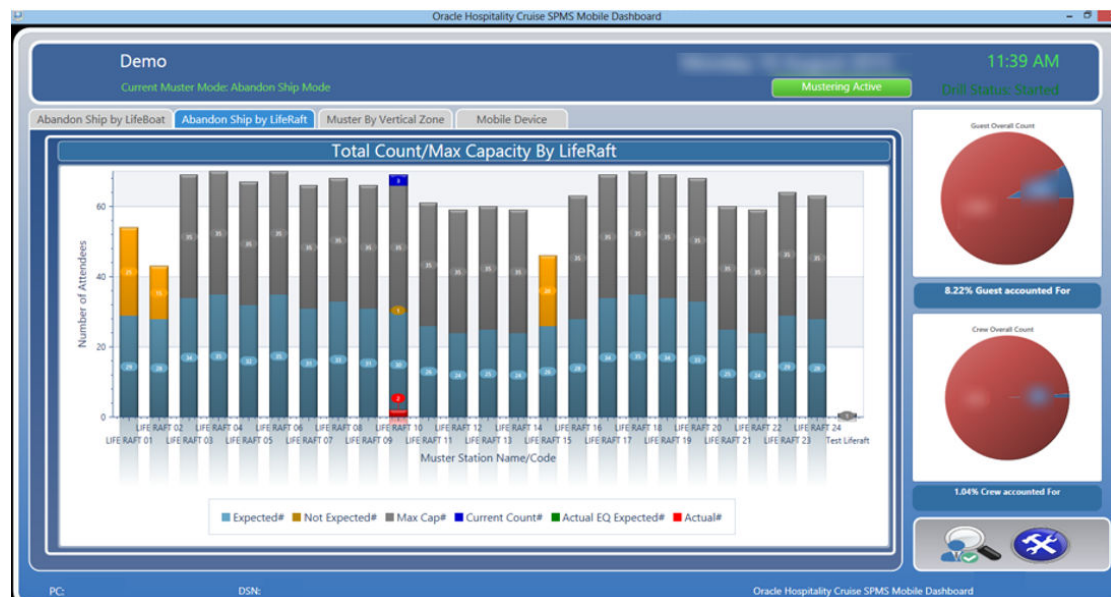 Oracle Hospitality Cruise SPMS Mobile Dashboard
Demo
11:39 AM
Current Muster Mode: Abandon Ship Mode
Mustering Active
Drill Status: Started
Abandon Ship by LifeBoat
Abandon Ship by LifeRaft
Muster By Vertical Zone
Mobile Device
Total Count/Max Capacity By LifeRaft
Number of Attendees
60
40
20
0
LIFE RAFT 02 LIFE RAFT 04 LIFE RAFT 06 LIFE RAFT 08 LIFE RAFT 10 LIFE RAFT 12 LIFE RAFT 14 LIFE RAFT 16 LIFE RAFT 18 LIFE RAFT 20 LIFE RAFT 22 LIFE RAFT 24
LIFE RAFT 01 LIFE RAFT 03 LIFE RAFT 05 LIFE RAFT 07 LIFE RAFT 09 LIFE RAFT 11 LIFE RAFT 13 LIFE RAFT 15 LIFE RAFT 17 LIFE RAFT 19 LIFE RAFT 21 LIFE RAFT 23 Test Liferaft
Muster Station Name/Code
Expected# Not Expected# Max Cap# Current Count# Actual EQ Expected# Actual#
Guest Overall Count
8.22% Guest accounted For
Crew Overall Count
1.04% Crew accounted For
PC:
DSN:
Oracle Hospitality Cruise SPMS Mobile Dashboard